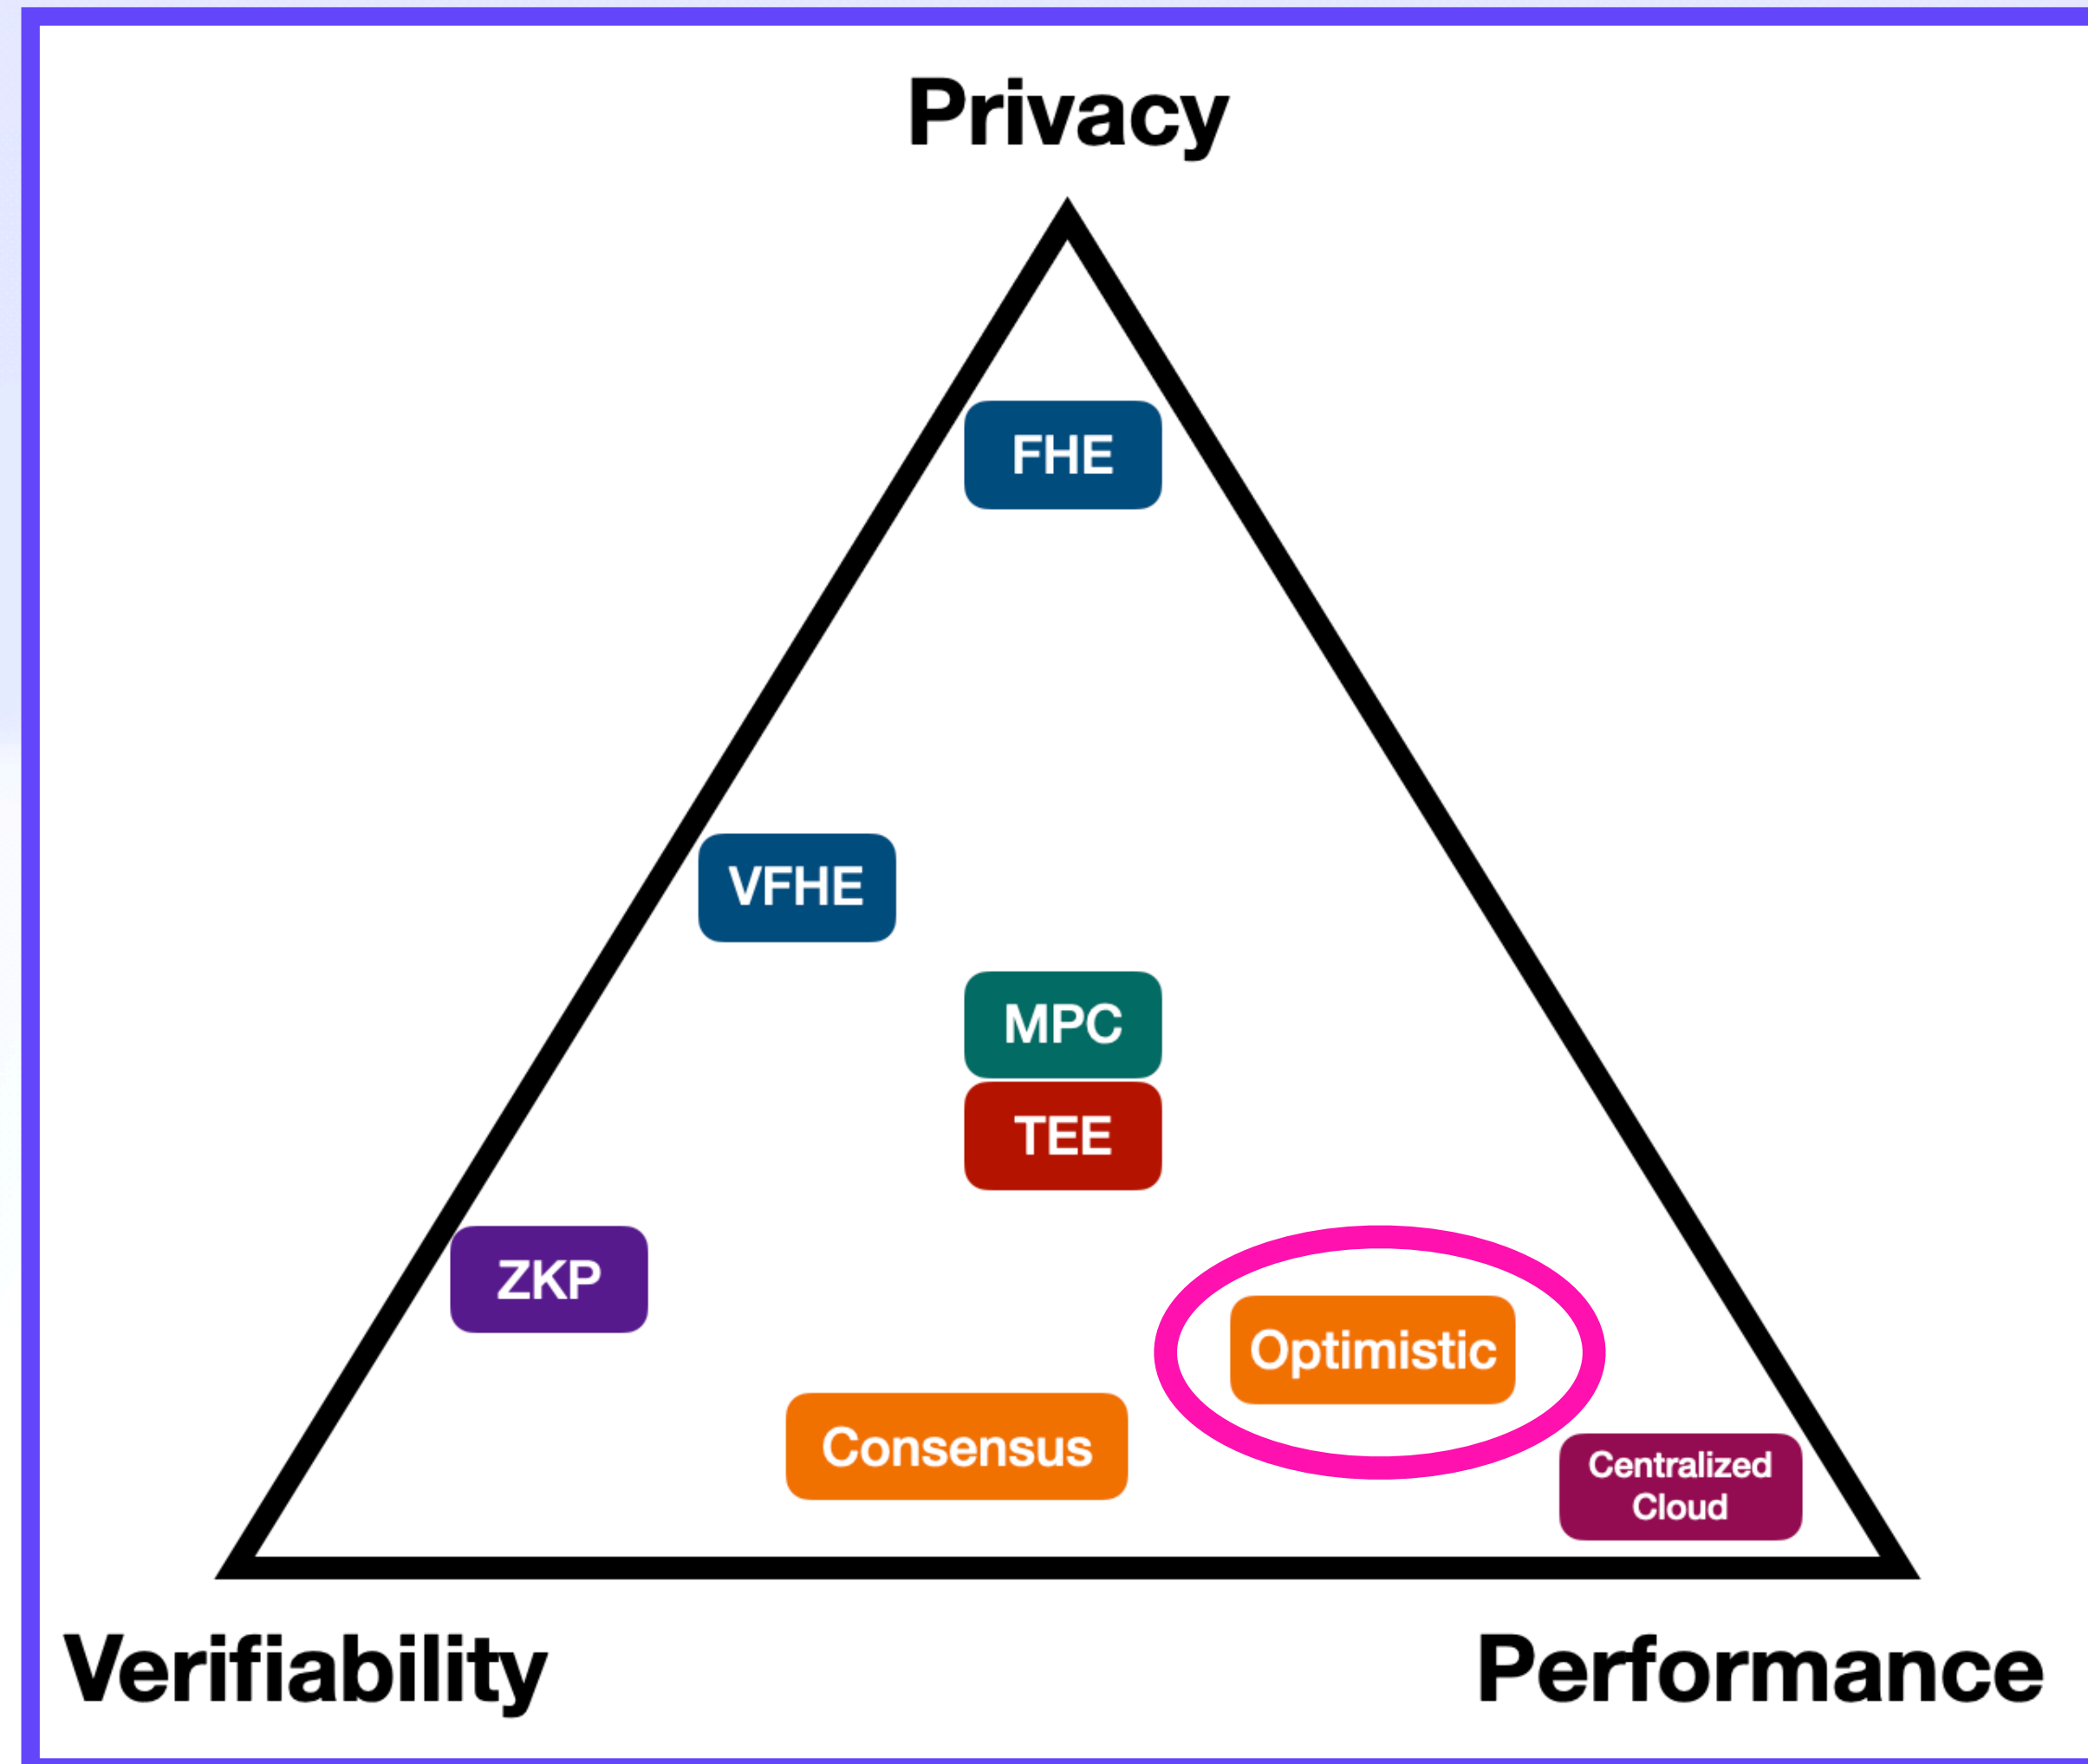 Privacy
FHE
VFHE
MPC
TEE
ZKP
Optimistic
Consensus
Centralized
Cloud
Verifiability
Performance